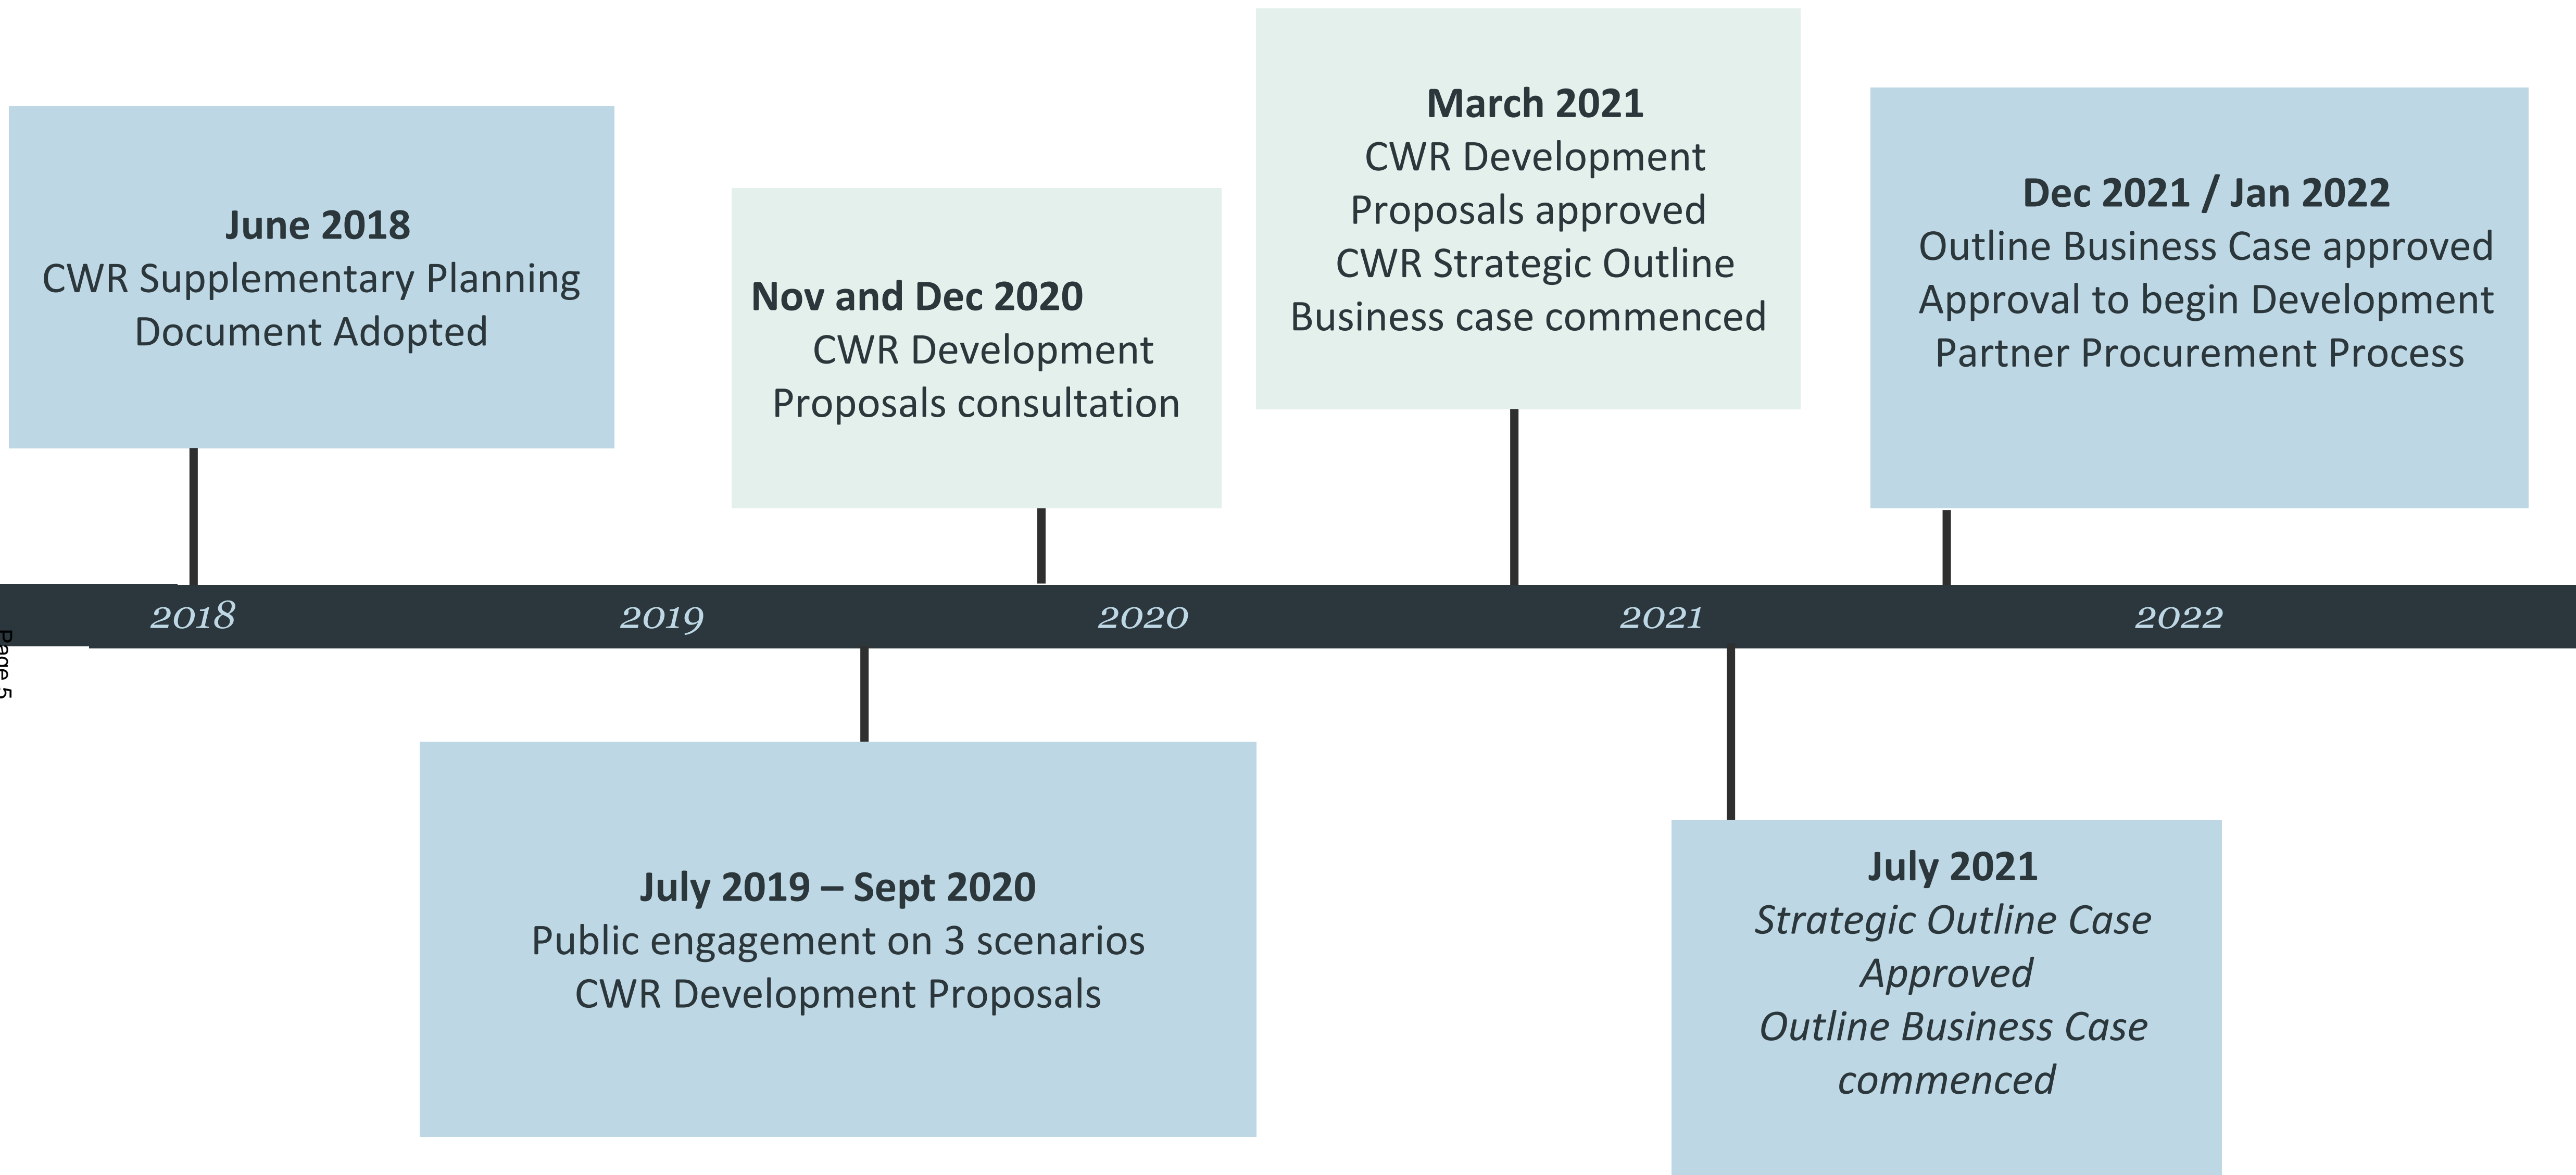 June 2018
CWR Supplementary Planning
Document Adopted
Nov and Dec 2020
CWR Development
Proposals consultation
March 2021
CWR Development
Proposals approved
CWR Strategic Outline
Business case commenced
Dec 2021 / Jan 2022
Outline Business Case approved
Approval to begin Development
Partner Procurement Process
2018
2019
2020
2021
2022
Page 5
July 2019 – Sept 2020
Public engagement on 3 scenarios
CWR Development Proposals
July 2021
Strategic Outline Case
Approved
Outline Business Case
commenced